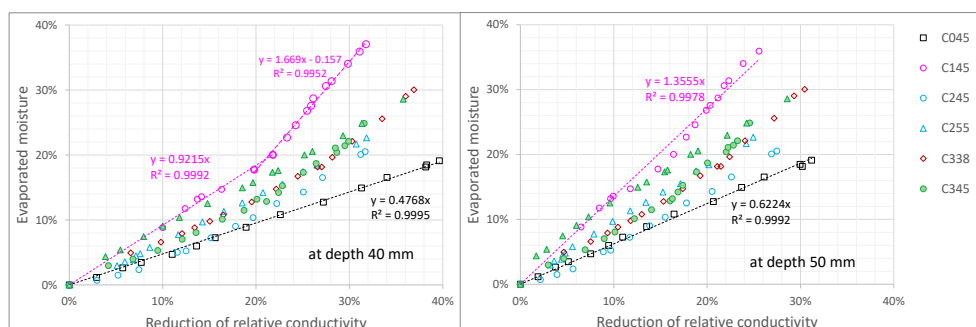 40%
30%
20%
10%
0%
Evaporated moisture
y = 1.669x - 0.157
R² = 0.9952
y = 0.9215x
R² = 0.9992
y = 0.4768x
R² = 0.9995
at depth 40 mm
0%
10%
20%
30%
40%
Reduction of relative conductivity
40%
30%
20%
10%
0%
Evaporated moisture
y = 1.3555x
R² = 0.9978
y = 0.6224x
R² = 0.9992
at depth 50 mm
0%
10%
20%
30%
40%
Reduction of relative conductivity
C045
C145
C245
C255
C338
C345